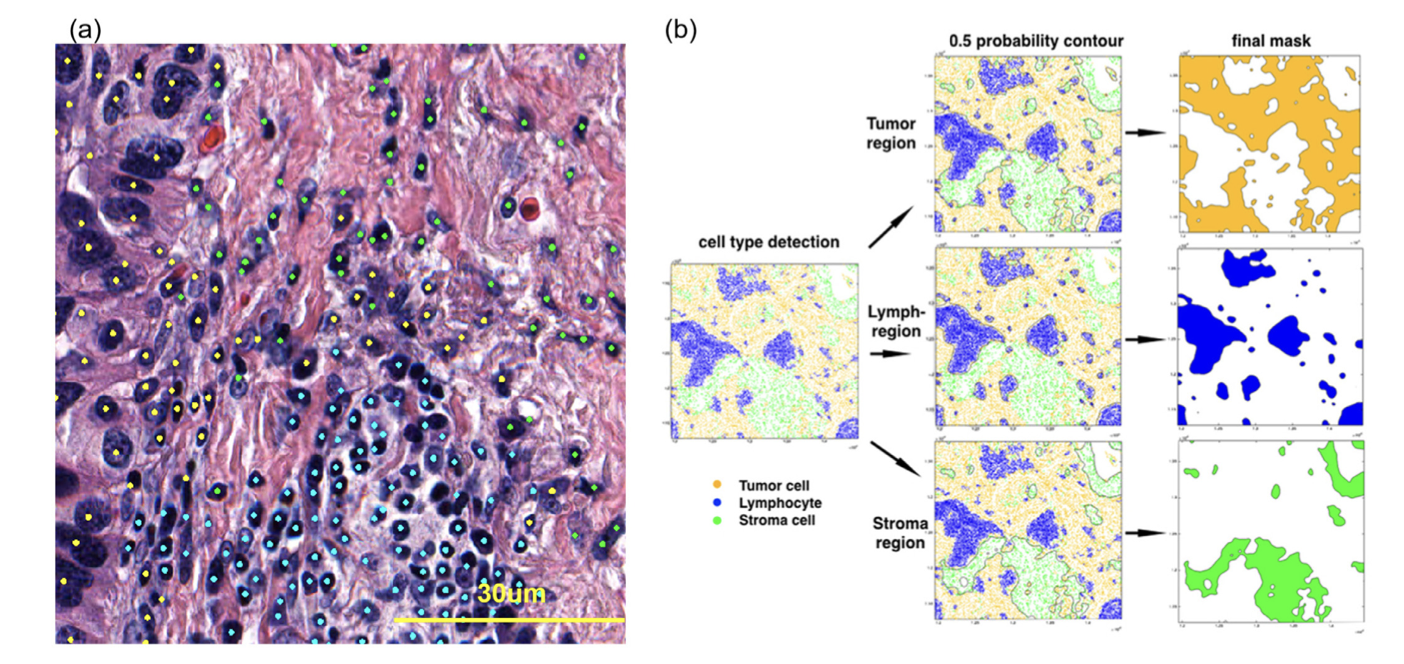 (a)
30um
(b)
0.5 probability contour
final mask
Tumor
region
cell type detection
Lymph-
region
Tumor cell
Lymphocyte
Stroma cell
Stroma
region